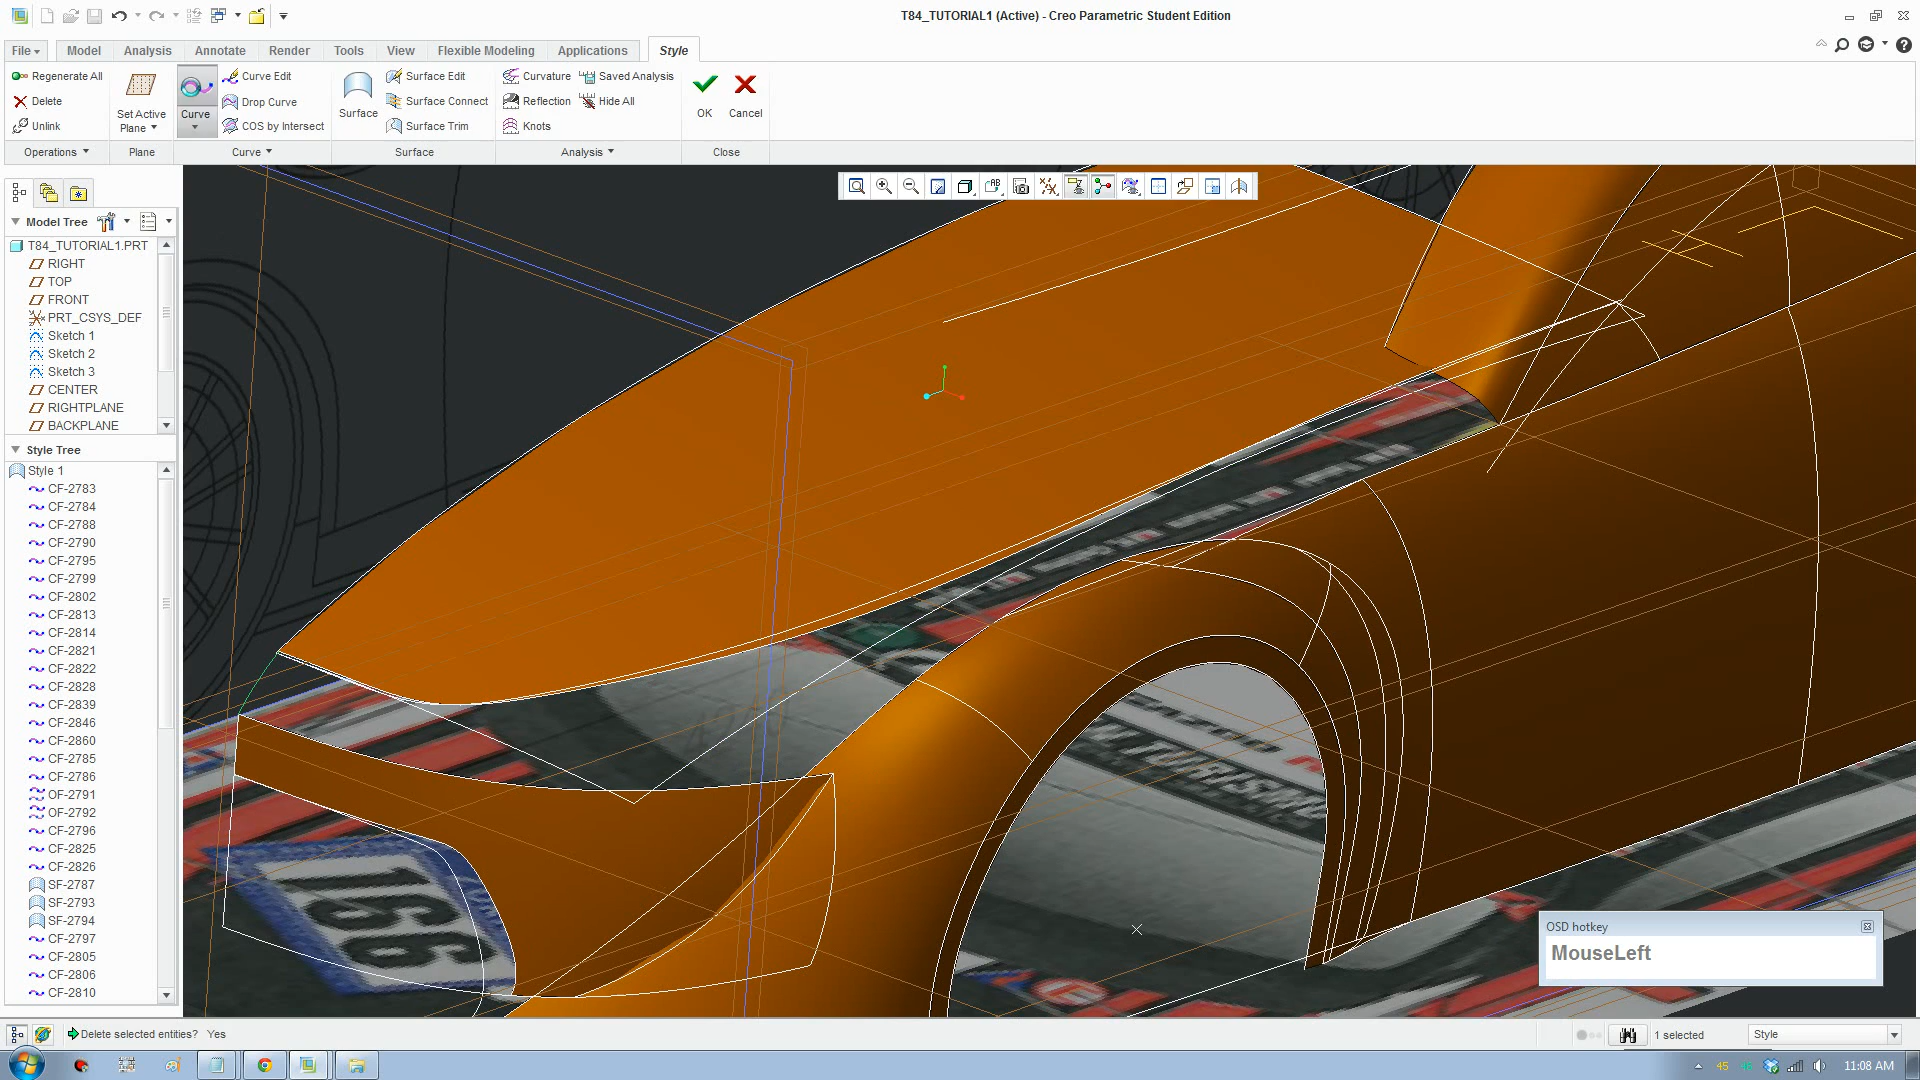 T84_TUTORIAL1 (Active) - Creo Parametric Student Edition
File Model Analysis Annotate Render Tools View Flexible Modeling Applications Style
Regenerate All
Delete
Unlink
Set Active
Plane
Curve
Curve Edit
Drop Curve
COS by Intersect
Surface
Surface Edit
Surface Connect
Surface Trim
Curvature
Reflection
Knots
Saved Analysis
Hide All
OK
Cancel
Operations Plane Curve Surface Analysis Close
Model Tree
T84_TUTORIAL1.PRT
RIGHT
TOP
FRONT
PRT_CSYS_DEF
Sketch 1
Sketch 2
Sketch 3
CENTER
RIGHTPLANE
BACKPLANE
Style Tree
Style 1
CF-2783
CF-2784
CF-2788
CF-2790
CF-2795
CF-2799
CF-2802
CF-2813
CF-2814
CF-2821
CF-2822
CF-2828
CF-2839
CF-2846
CF-2860
CF-2785
CF-2786
OF-2791
OF-2792
CF-2796
CF-2825
CF-2826
SF-2787
SF-2793
SF-2794
CF-2797
CF-2805
CF-2806
CF-2810
OSD hotkey
MouseLeft
Delete selected entities? Yes
1 selected
Style
45
11:08 AM